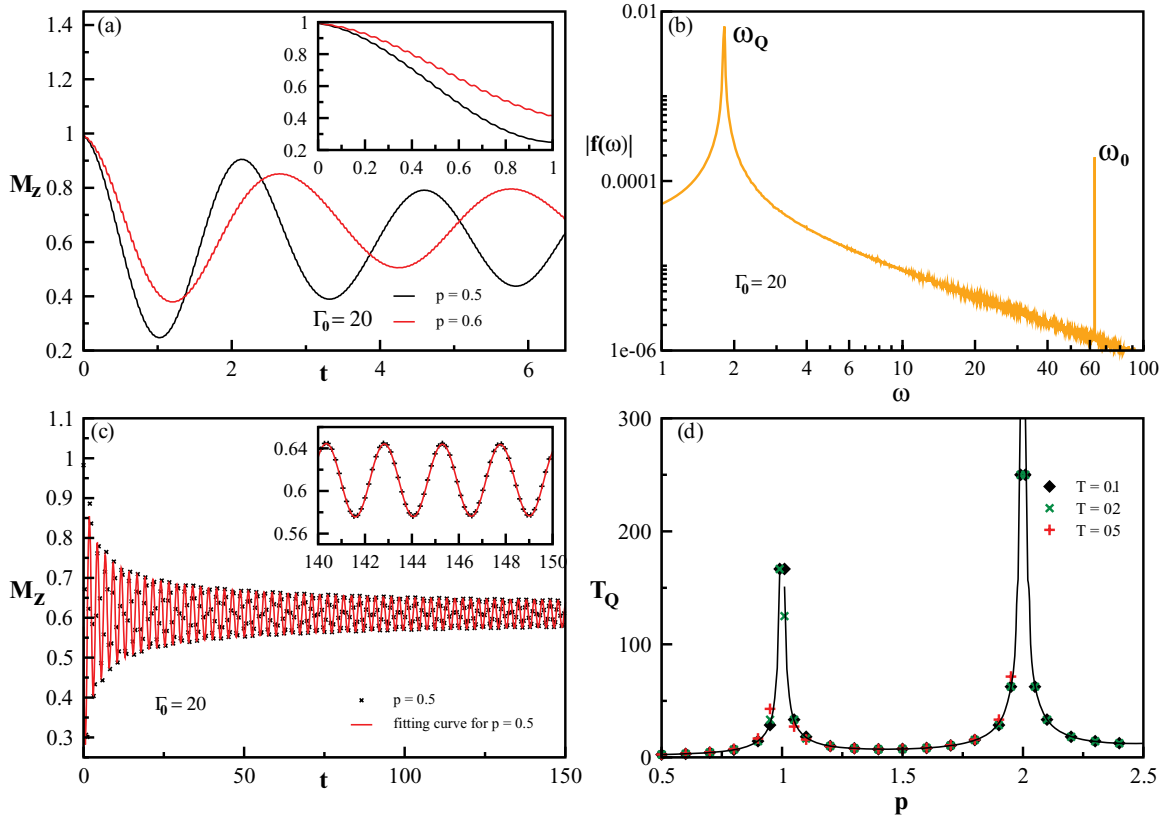 (a)
1.4
1.2
1
0.8
0.6
0.4
0.2
M_z
0 2 4 6
t
1
0.8
0.6
0.4
0.2
0 0.2 0.4 0.6 0.8 1
Γ₀ = 20
p = 0.5
p = 0.6
(b)
0.01
0.0001
1e-06
|f(ω)|
ω_Q
ω₀
Γ₀ = 20
1 2 4 6 10 20 40 60 100
ω
(c)
1.1
1
0.9
0.8
0.7
0.6
0.5
0.4
0.3
M_z
0 50 100 150
t
0.64
0.6
0.56
140 142 144 146 148 150
Γ₀ = 20
p = 0.5
fitting curve for p = 0.5
(d)
300
200
100
0
T_Q
T = 0.1
T = 02
T = 05
0.5 1 1.5 2 2.5
p